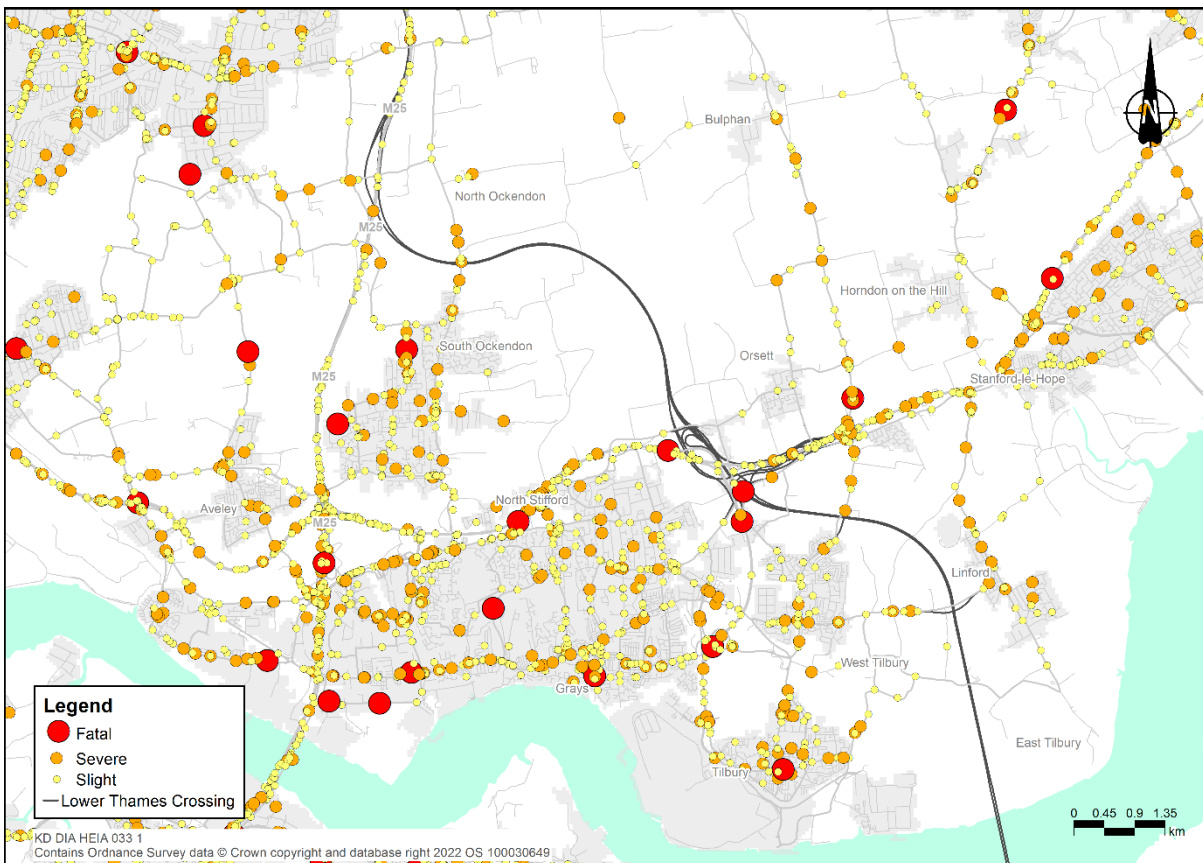 M25
Bulphan
North Ockendon
M25
Horndon on the Hill
South Ockendon
Orsett
M25
Stanford-le-Hope
North Stifford
Aveley
M25
Linford
West Tilbury
Grays
East Tilbury
Tilbury
N
Legend
Fatal
Severe
Slight
Lower Thames Crossing
0 0.45 0.9 1.35
km
KD DIA HEIA 033 1
Contains Ordnance Survey data © Crown copyright and database right 2022 OS 100030649